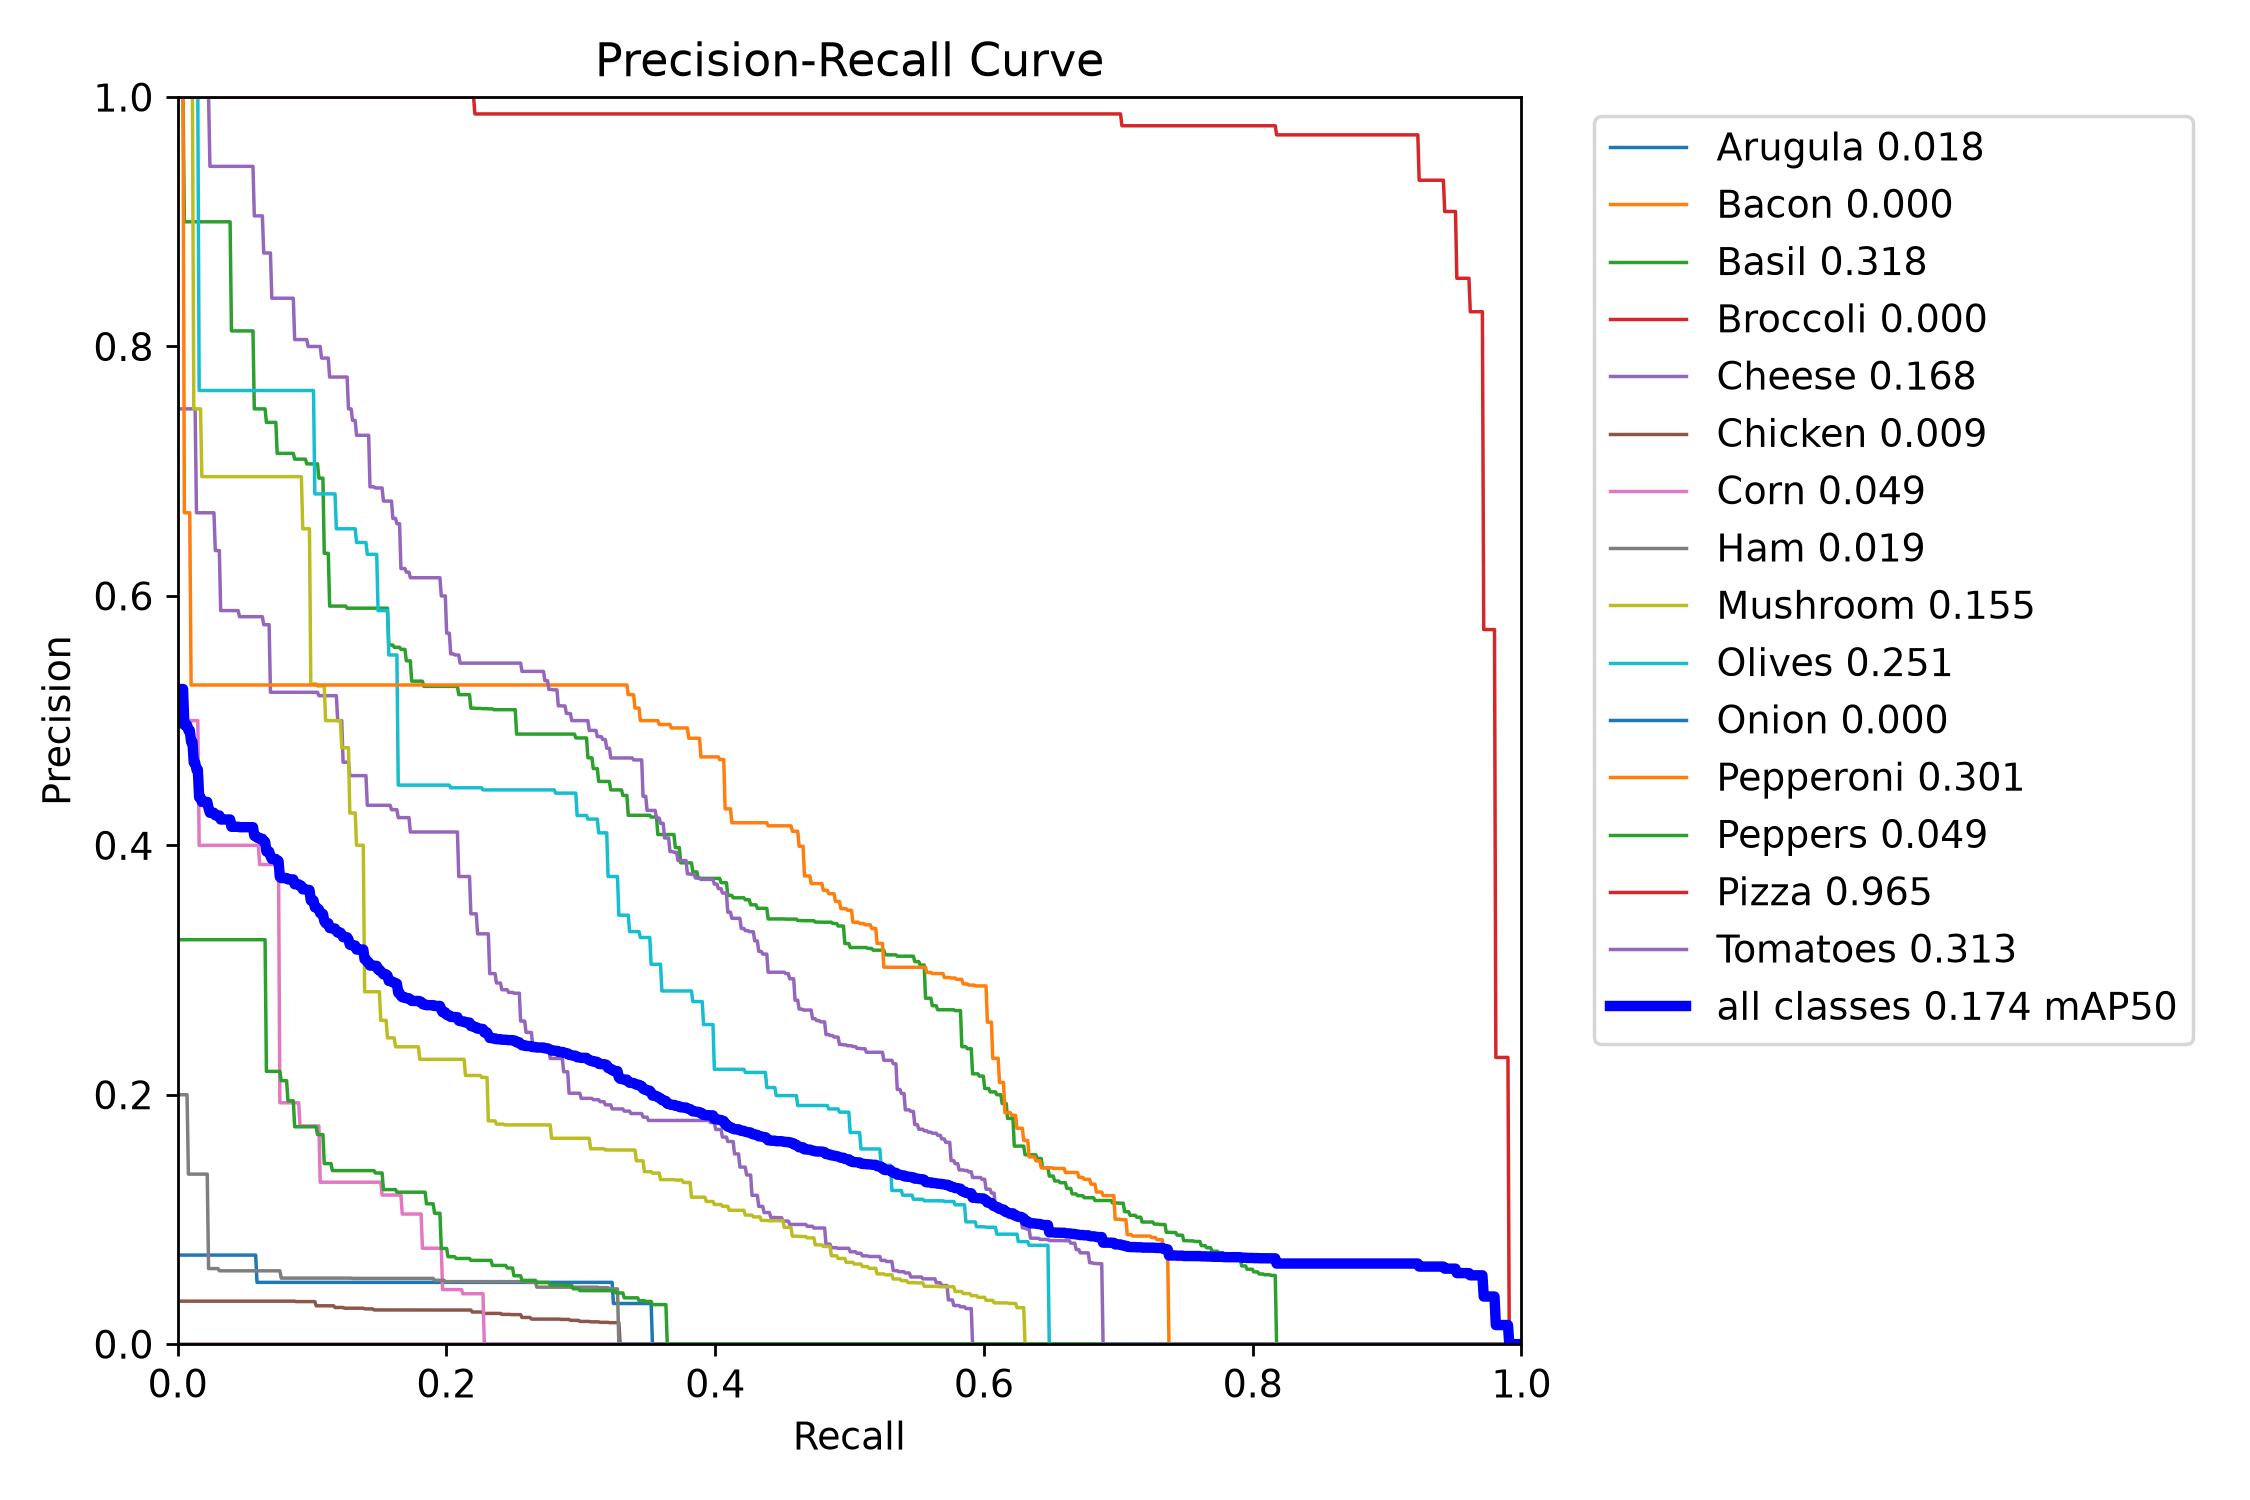 Precision-Recall Curve
1.0
0.8
0.6
0.4
0.2
0.0
Precision
0.0 0.2 0.4 0.6 0.8 1.0
Recall
Arugula 0.018
Bacon 0.000
Basil 0.318
Broccoli 0.000
Cheese 0.168
Chicken 0.009
Corn 0.049
Ham 0.019
Mushroom 0.155
Olives 0.251
Onion 0.000
Pepperoni 0.301
Peppers 0.049
Pizza 0.965
Tomatoes 0.313
all classes 0.174 mAP50